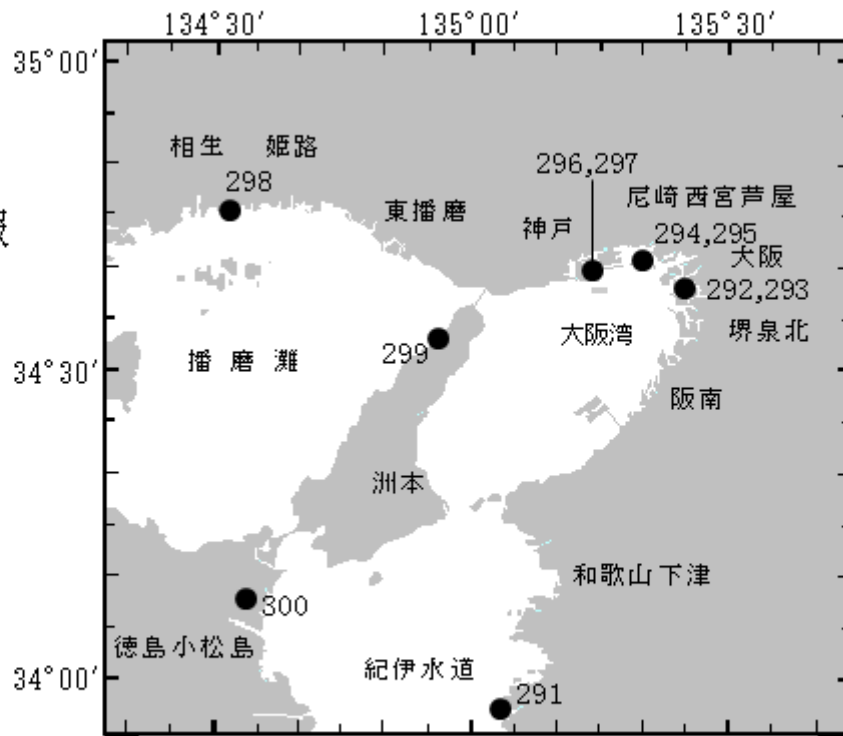 134°30′ 135°00′ 135°30′
35°00′
相生 姫路
298
296,297
尼崎西宮芦屋
東播磨
神戸
294,295
大阪
292,293
299
大阪湾
堺泉北
播磨灘
34°30′
阪南
洲本
和歌山下津
300
徳島小松島
紀伊水道
34°00′
291